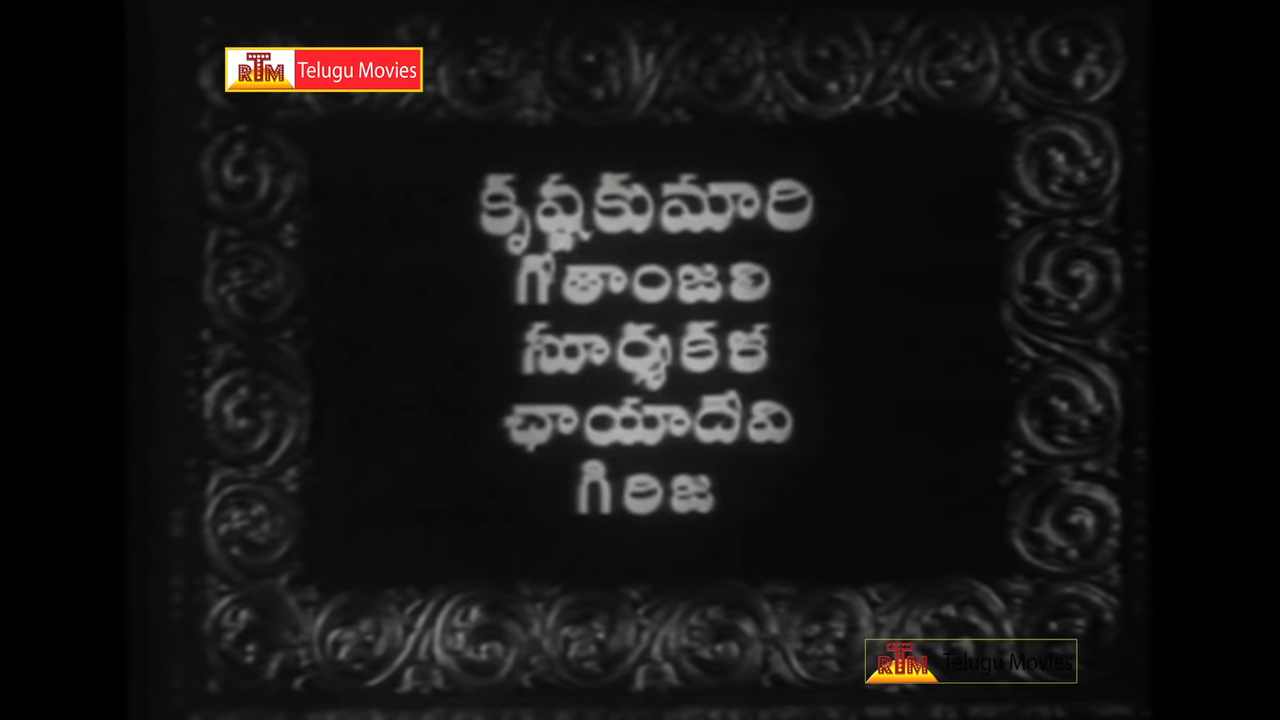 RTM Telugu Movies
కృష్ణకుమారి
గీతాంజలి
సూర్యకళ
ఛాయాదేవి
గిరిజ
RTM Telugu Movies